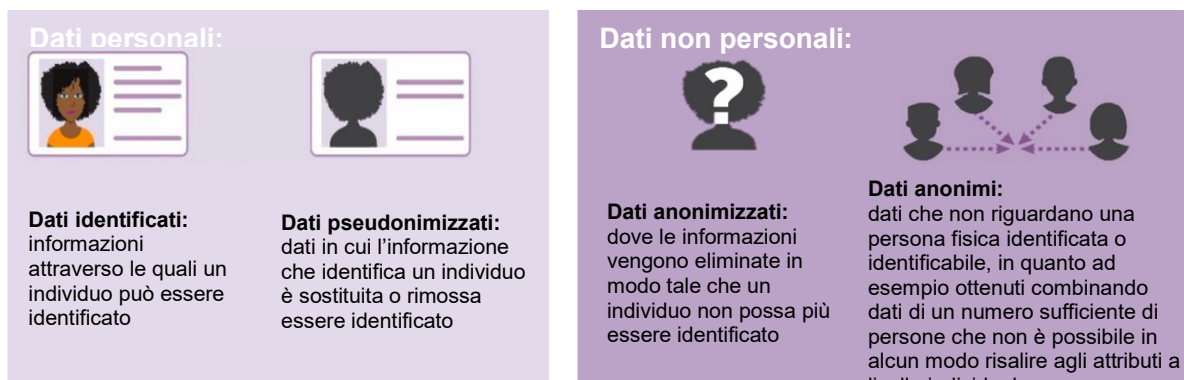 Dati personali:
Dati identificati:
informazioni
attraverso le quali un
individuo può essere
identificato
Dati pseudonimizzati:
dati in cui l'informazione
che identifica un individuo
è sostituita o rimossa
essere identificato
Dati non personali:
?
Dati anonimizzati:
dove le informazioni
vengono eliminate in
modo tale che un
individuo non possa più
essere identificato
Dati anonimi:
dati che non riguardano una
persona fisica identificata o
identificabile, in quanto ad
esempio ottenuti combinando
dati di un numero sufficiente di
persone che non è possibile in
alcun modo risalire agli attributi a